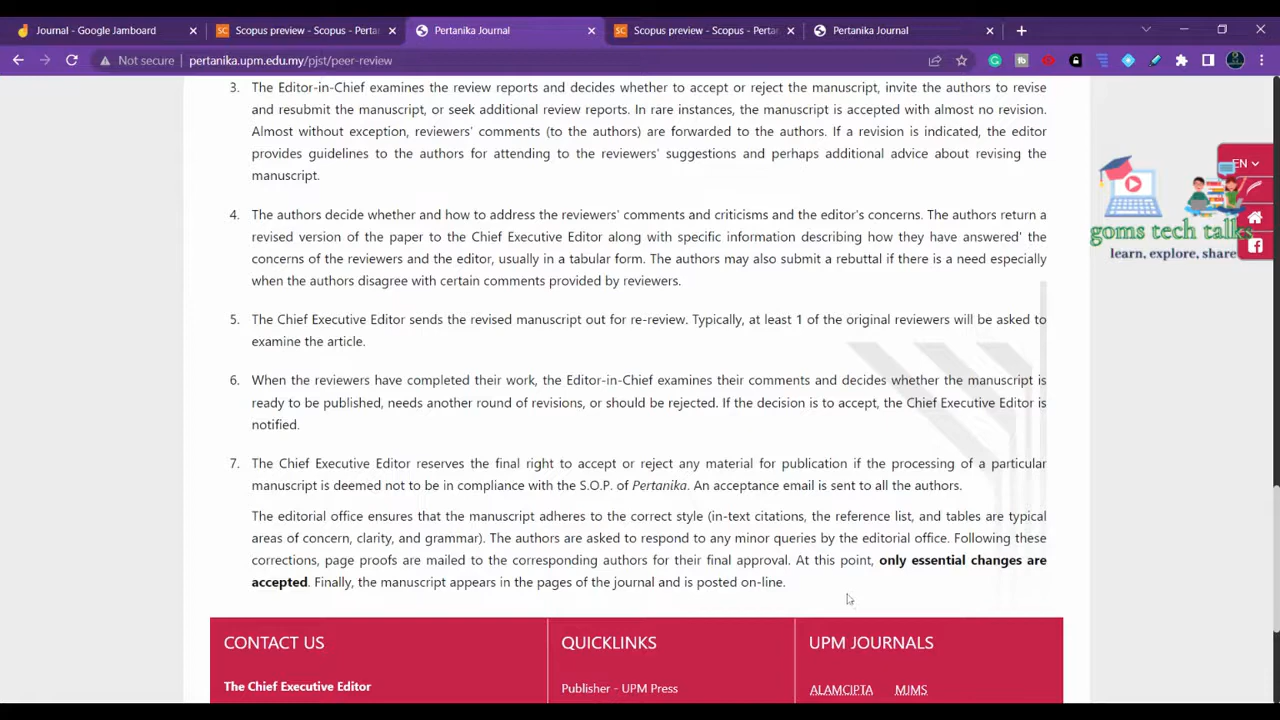 Journal - Google Jamboard
Scopus preview - Scopus - Pertan
Pertanika Journal
Scopus preview - Scopus - Pertan
Pertanika Journal
Not secure
pertanika.upm.edu.my/pjst/peer-review
3. The Editor-in-Chief examines the review reports and decides whether to accept or reject the manuscript, invite the authors to revise
and resubmit the manuscript, or seek additional review reports. In rare instances, the manuscript is accepted with almost no revision.
Almost without exception, reviewers' comments (to the authors) are forwarded to the authors. If a revision is indicated, the editor
provides guidelines to the authors for attending to the reviewers' suggestions and perhaps additional advice about revising the
manuscript.
EN
4. The authors decide whether and how to address the reviewers' comments and criticisms and the editor's concerns. The authors return a
revised version of the paper to the Chief Executive Editor along with specific information describing how they have answered' the
concerns of the reviewers and the editor, usually in a tabular form. The authors may also submit a rebuttal if there is a need especially
when the authors disagree with certain comments provided by reviewers.
goms tech talks
learn, explore, share
5. The Chief Executive Editor sends the revised manuscript out for re-review. Typically, at least 1 of the original reviewers will be asked to
examine the article.
6. When the reviewers have completed their work, the Editor-in-Chief examines their comments and decides whether the manuscript is
ready to be published, needs another round of revisions, or should be rejected. If the decision is to accept, the Chief Executive Editor is
notified.
7. The Chief Executive Editor reserves the final right to accept or reject any material for publication if the processing of a particular
manuscript is deemed not to be in compliance with the S.O.P. of Pertanika. An acceptance email is sent to all the authors.
The editorial office ensures that the manuscript adheres to the correct style (in-text citations, the reference list, and tables are typical
areas of concern, clarity, and grammar). The authors are asked to respond to any minor queries by the editorial office. Following these
corrections, page proofs are mailed to the corresponding authors for their final approval. At this point, only essential changes are
accepted. Finally, the manuscript appears in the pages of the journal and is posted on-line.
CONTACT US
The Chief Executive Editor
QUICKLINKS
Publisher - UPM Press
UPM JOURNALS
ALAMCIPTA MJMS